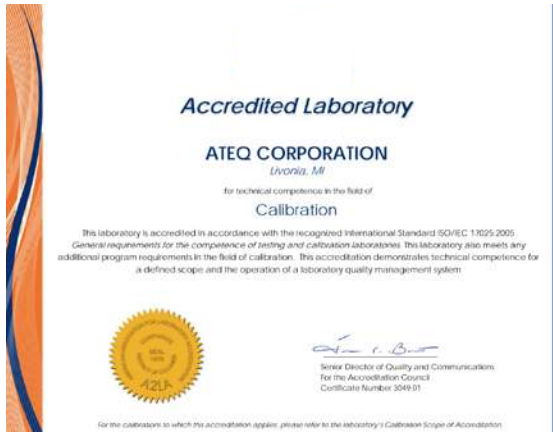 Accredited Laboratory
ATEQ CORPORATION
Livonia, MI
for technical competence in the field of
Calibration
This laboratory is accredited in accordance with the recognized International Standard ISO/IEC 17025:2005
General requirements for the competence of testing and calibration laboratories. This laboratory also meets any
additional program requirements in the field of calibration. This accreditation demonstrates technical competence for
a defined scope and the operation of a laboratory quality management system
A2LA
Senior Director of Quality and Communications
For the Accreditation Council
Certificate Number 3049.01
For the calibrations to which this accreditation applies, please refer to the laboratory's Calibration Scope of Accreditation.